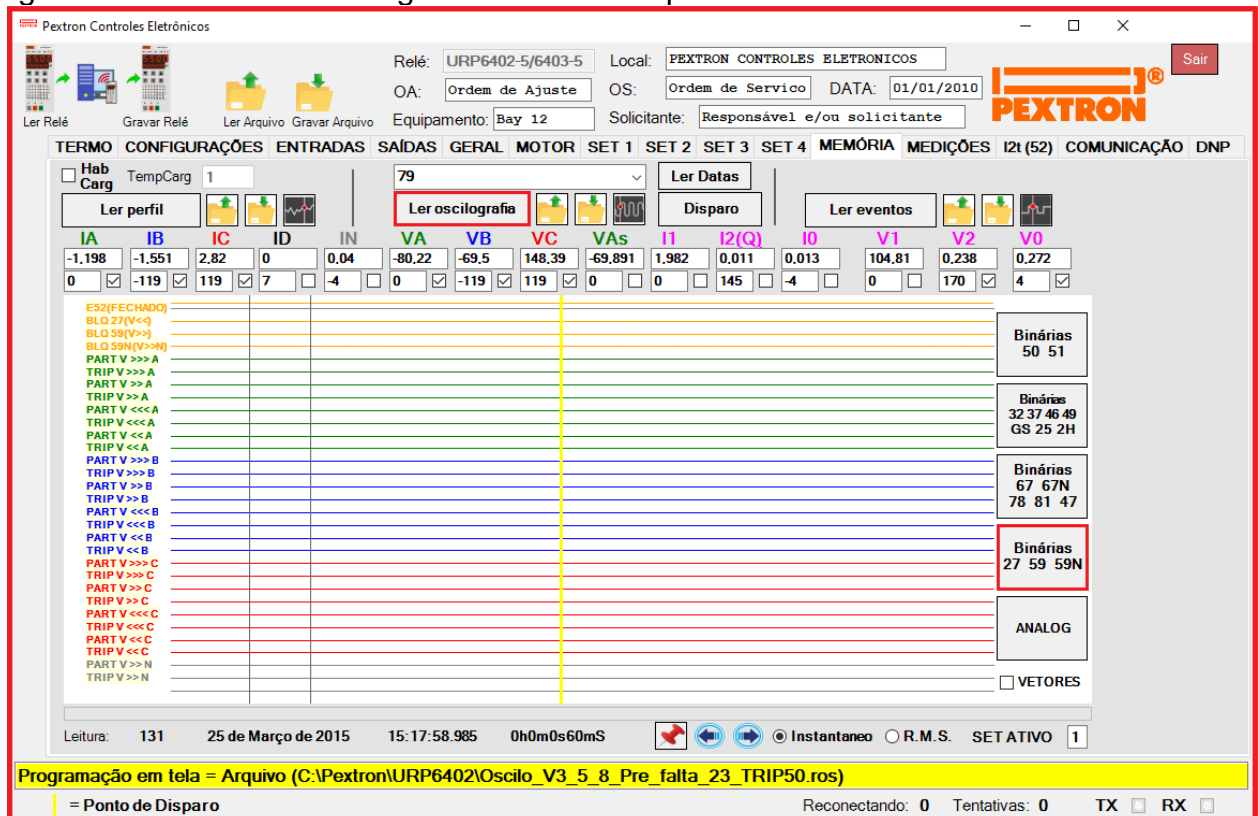 Pextron Controles Eletrônicos
Relé: URP6402-5/6403-5 Local: PEXTRON CONTROLES ELETRONICOS Sair
OA: Ordem de Ajuste OS: Ordem de Servico DATA: 01/01/2010
Ler Relé Gravar Relé Ler Arquivo Gravar Arquivo Equipamento: Bay 12 Solicitante: Responsável e/ou solicitante PEXTRON®
TERMO CONFIGURAÇÕES ENTRADAS SAÍDAS GERAL MOTOR SET 1 SET 2 SET 3 SET 4 MEMÓRIA MEDIÇÕES I2t (52) COMUNICAÇÃO DNP
Hab Carg TempCarg 1 79 Ler Datas
Ler perfil Ler oscilografia Disparo Ler eventos
IA IB IC ID IN VA VB VC VAs I1 I2(Q) I0 V1 V2 V0
-1,198 -1,551 2,82 0 0,04 -80,22 -69,5 148,39 -69,891 1,982 0,011 0,013 104,81 0,238 0,272
0 -119 119 7 -4 0 -119 119 0 0 145 -4 0 170 4
E52(FECHADO)
BLQ 27(V<<)
BLQ 59(V>>)
BLQ 59N(V>>N)
PART V >>> A
TRIP V >>> A
PART V >> A
TRIP V >> A
PART V <<< A
TRIP V <<< A
PART V << A
TRIP V << A
PART V >>> B
TRIP V >>> B
PART V >> B
TRIP V >> B
PART V <<< B
TRIP V <<< B
PART V << B
TRIP V << B
PART V >>> C
TRIP V >>> C
PART V >> C
TRIP V >> C
PART V <<< C
TRIP V <<< C
PART V << C
TRIP V << C
PART V >> N
TRIP V >> N
Binárias
50 51
Binárias
32 37 46 49
GS 25 2H
Binárias
67 67N
78 81 47
Binárias
27 59 59N
ANALOG
VETORES
Leitura: 131 25 de Março de 2015 15:17:58.985 0h0m0s60mS Instantaneo R.M.S. SET ATIVO 1
Programação em tela = Arquivo (C:\Pextron\URP6402\Oscilo_V3_5_8_Pre_falta_23_TRIP50.ros)
= Ponto de Disparo Reconectando: 0 Tentativas: 0 TX RX